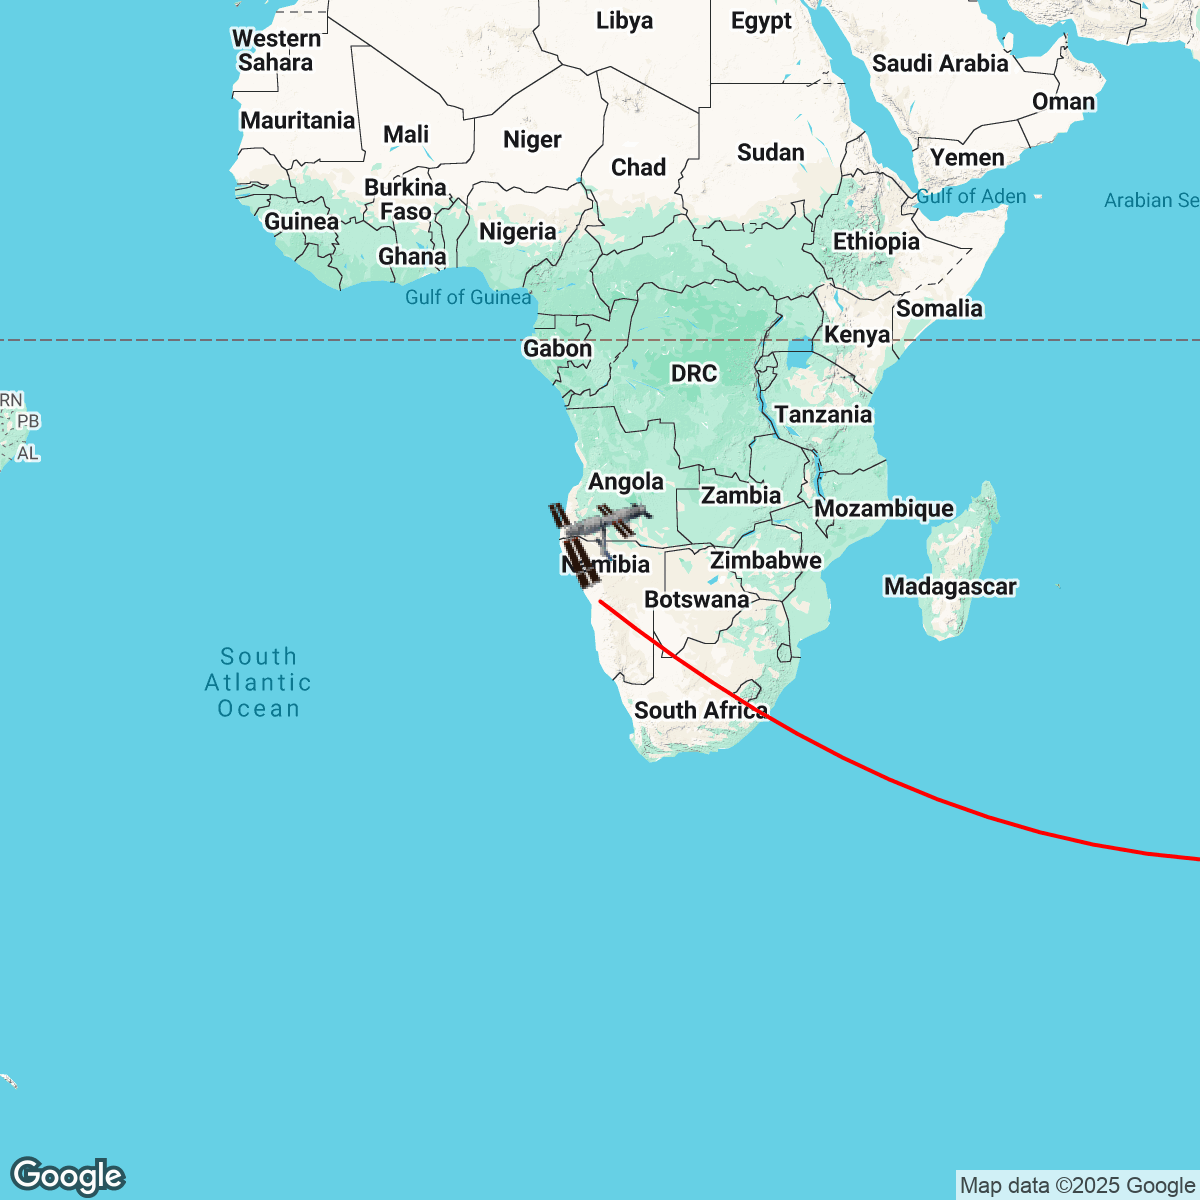 Libya
Egypt
Western
Sahara
Saudi Arabia
Oman
Mauritania
Mali
Niger
Chad
Sudan
Yemen
Burkina
Faso
Gulf of Aden
Arabian Se
Guinea
Nigeria
Ethiopia
Ghana
Gulf of Guinea
Somalia
Kenya
Gabon
DRC
RN
PB
AL
Tanzania
Angola
Zambia
Mozambique
Namibia
Zimbabwe
Madagascar
Botswana
South
Atlantic
Ocean
South Africa
Google
Map data ©2025 Google